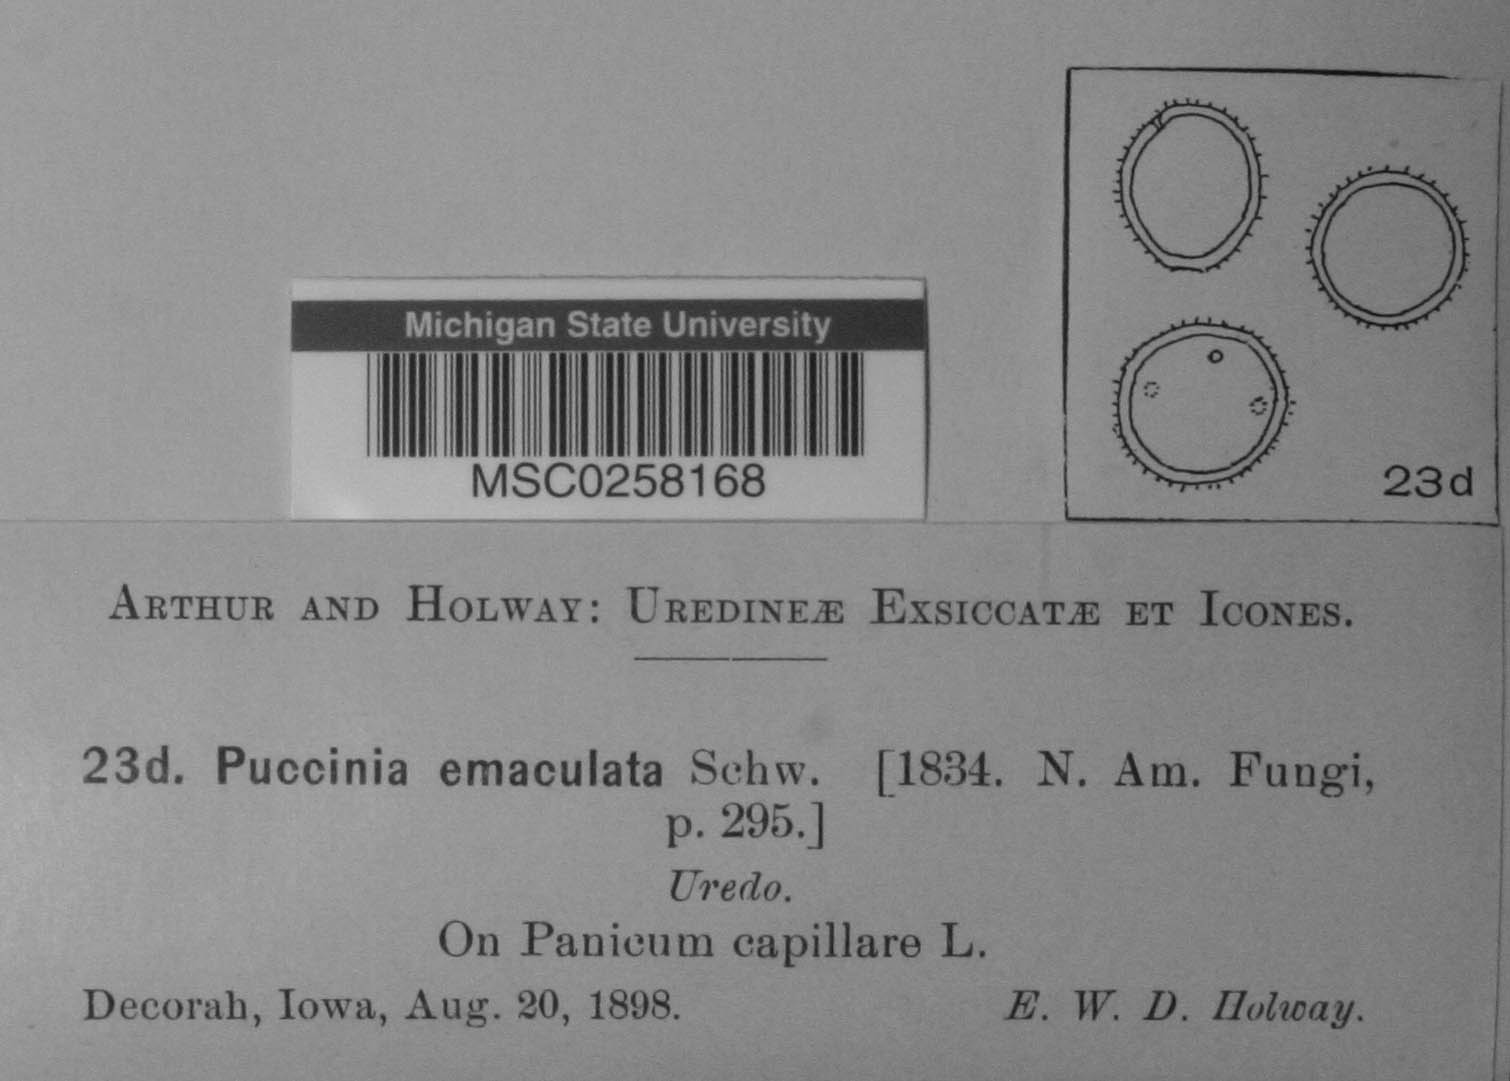 Michigan State University
MSC0258168
23d
ARTHUR AND HOLWAY: UREDINEÆ EXSICCATÆ ET ICONES.
23d. Puccinia emaculata Schw. [1834. N. Am. Fungi,
p. 295.]
Uredo.
On Panicum capillare L.
Decorah, Iowa, Aug. 20, 1898. E. W. D. Holway.